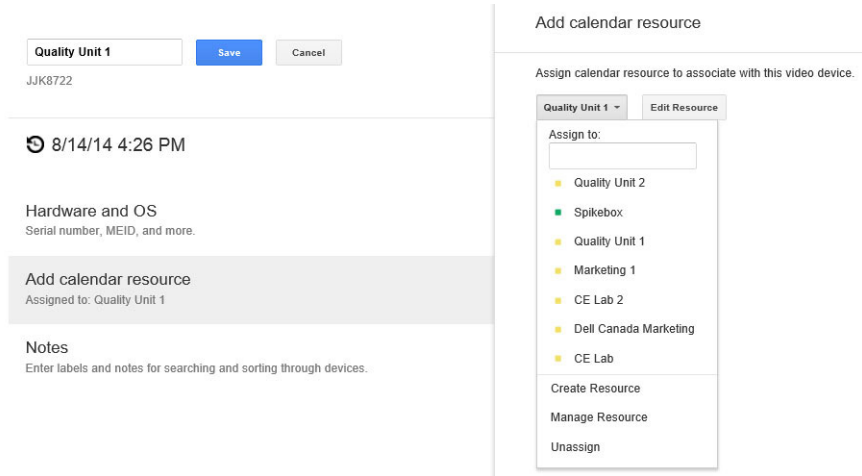 Quality Unit 1
Save
Cancel
JJK8722
8/14/14 4:26 PM
Hardware and OS
Serial number, MEID, and more.
Add calendar resource
Assigned to: Quality Unit 1
Notes
Enter labels and notes for searching and sorting through devices.
Add calendar resource
Assign calendar resource to associate with this video device.
Quality Unit 1
Edit Resource
Assign to:
Quality Unit 2
Spikebox
Quality Unit 1
Marketing 1
CE Lab 2
Dell Canada Marketing
CE Lab
Create Resource
Manage Resource
Unassign